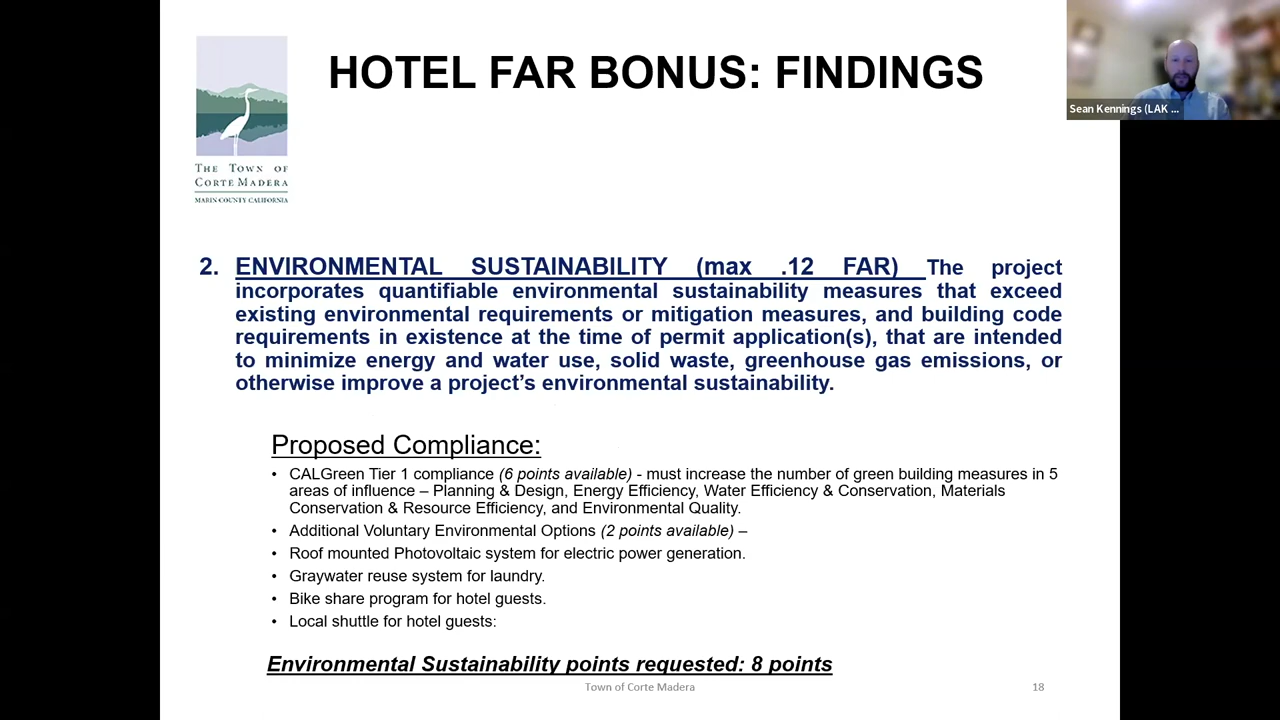 HOTEL FAR BONUS: FINDINGS
Sean Kennings (LAK ...
THE TOWN OF
CORTE MADERA
MARIN COUNTY CALIFORNIA
2. ENVIRONMENTAL SUSTAINABILITY (max .12 FAR) The project
incorporates quantifiable environmental sustainability measures that exceed
existing environmental requirements or mitigation measures, and building code
requirements in existence at the time of permit application(s), that are intended
to minimize energy and water use, solid waste, greenhouse gas emissions, or
otherwise improve a project's environmental sustainability.
Proposed Compliance:
• CALGreen Tier 1 compliance (6 points available) - must increase the number of green building measures in 5
areas of influence – Planning & Design, Energy Efficiency, Water Efficiency & Conservation, Materials
Conservation & Resource Efficiency, and Environmental Quality.
• Additional Voluntary Environmental Options (2 points available) –
• Roof mounted Photovoltaic system for electric power generation.
• Graywater reuse system for laundry.
• Bike share program for hotel guests.
• Local shuttle for hotel guests:
Environmental Sustainability points requested: 8 points
Town of Corte Madera
18